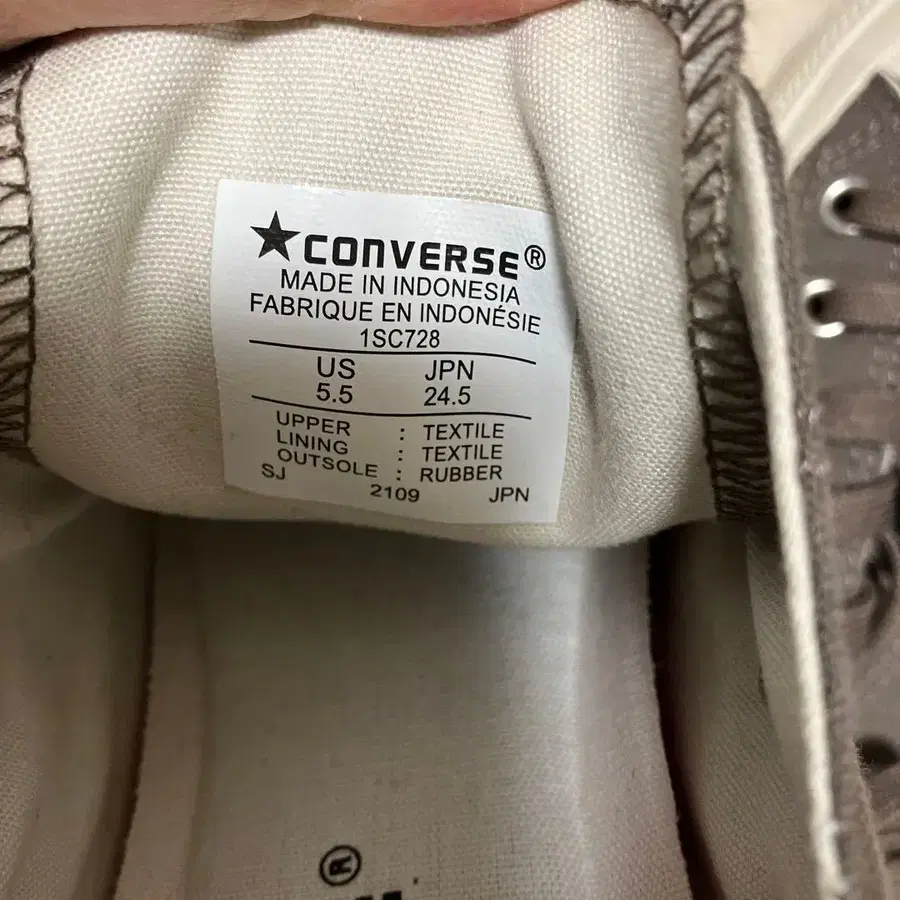 ★CONVERSE®
MADE IN INDONESIA
FABRIQUE EN INDONÉSIE
1SC728
US JPN
5.5 24.5
UPPER : TEXTILE
LINING : TEXTILE
OUTSOLE : RUBBER
SJ 2109 JPN
®